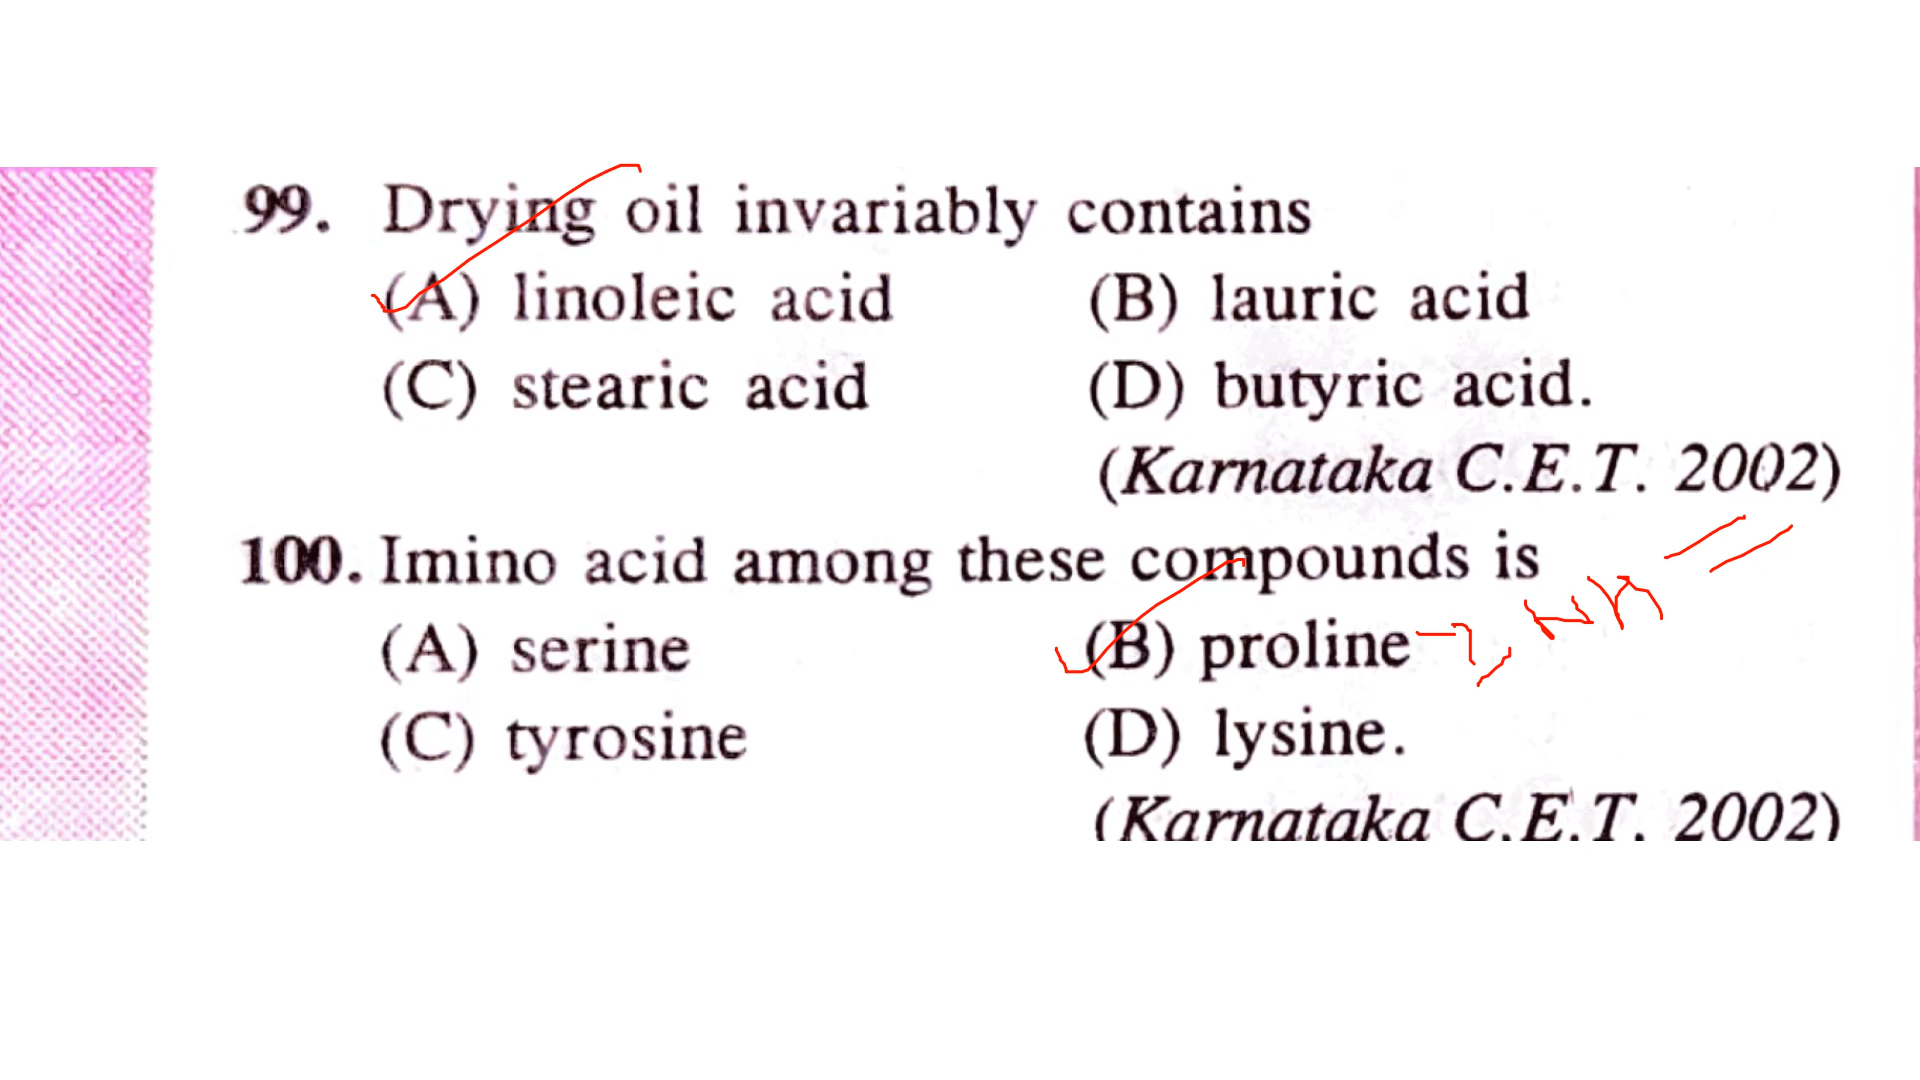 99. Drying oil invariably contains
(A) linoleic acid (B) lauric acid
(C) stearic acid (D) butyric acid.
(Karnataka C.E.T. 2002)
100. Imino acid among these compounds is
(A) serine (B) proline → NH
(C) tyrosine (D) lysine.
(Karnataka C.E.T. 2002)